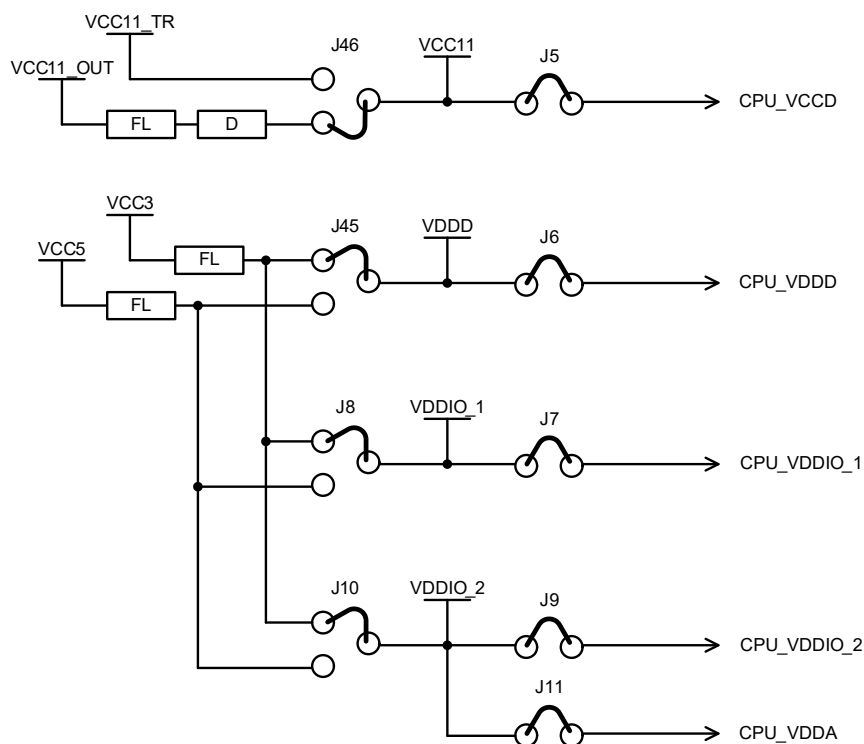 VCC11_TR
J46
VCC11
J5
VCC11_OUT
FL
D
CPU_VCCD
VCC3
J45
VDDD
J6
VCC5
FL
CPU_VDDD
FL
J8
VDDIO_1
J7
CPU_VDDIO_1
J10
VDDIO_2
J9
CPU_VDDIO_2
J11
CPU_VDDA